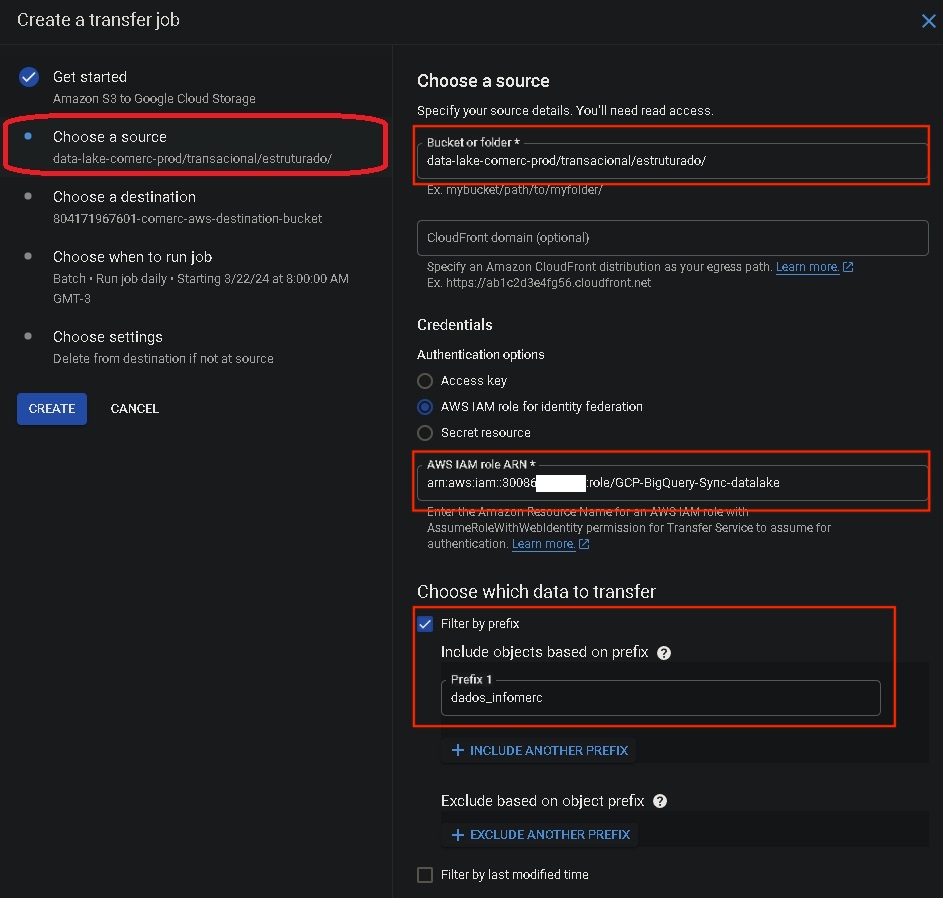 Create a transfer job
Get started
Amazon S3 to Google Cloud Storage
Choose a source
data-lake-comerc-prod/transacional/estruturado/
Choose a destination
804171967601-comerc-aws-destination-bucket
Choose when to run job
Batch • Run job daily • Starting 3/22/24 at 8:00:00 AM
GMT-3
Choose settings
Delete from destination if not at source
CREATE CANCEL
Choose a source
Specify your source details. You'll need read access.
Bucket or folder *
data-lake-comerc-prod/transacional/estruturado/
Ex. mybucket/path/to/myfolder/
CloudFront domain (optional)
Specify an Amazon CloudFront distribution as your egress path. Learn more.
Ex. https://ab1c2d3e4fg56.cloudfront.net
Credentials
Authentication options
Access key
AWS IAM role for identity federation
Secret resource
AWS IAM role ARN *
arn:aws:iam::30086 :role/GCP-BigQuery-Sync-datalake
Enter the Amazon Resource Name for an AWS IAM role with
AssumeRoleWithWebIdentity permission for Transfer Service to assume for
authentication. Learn more.
Choose which data to transfer
Filter by prefix
Include objects based on prefix ?
Prefix 1
dados_infomerc
+ INCLUDE ANOTHER PREFIX
Exclude based on object prefix ?
+ EXCLUDE ANOTHER PREFIX
Filter by last modified time